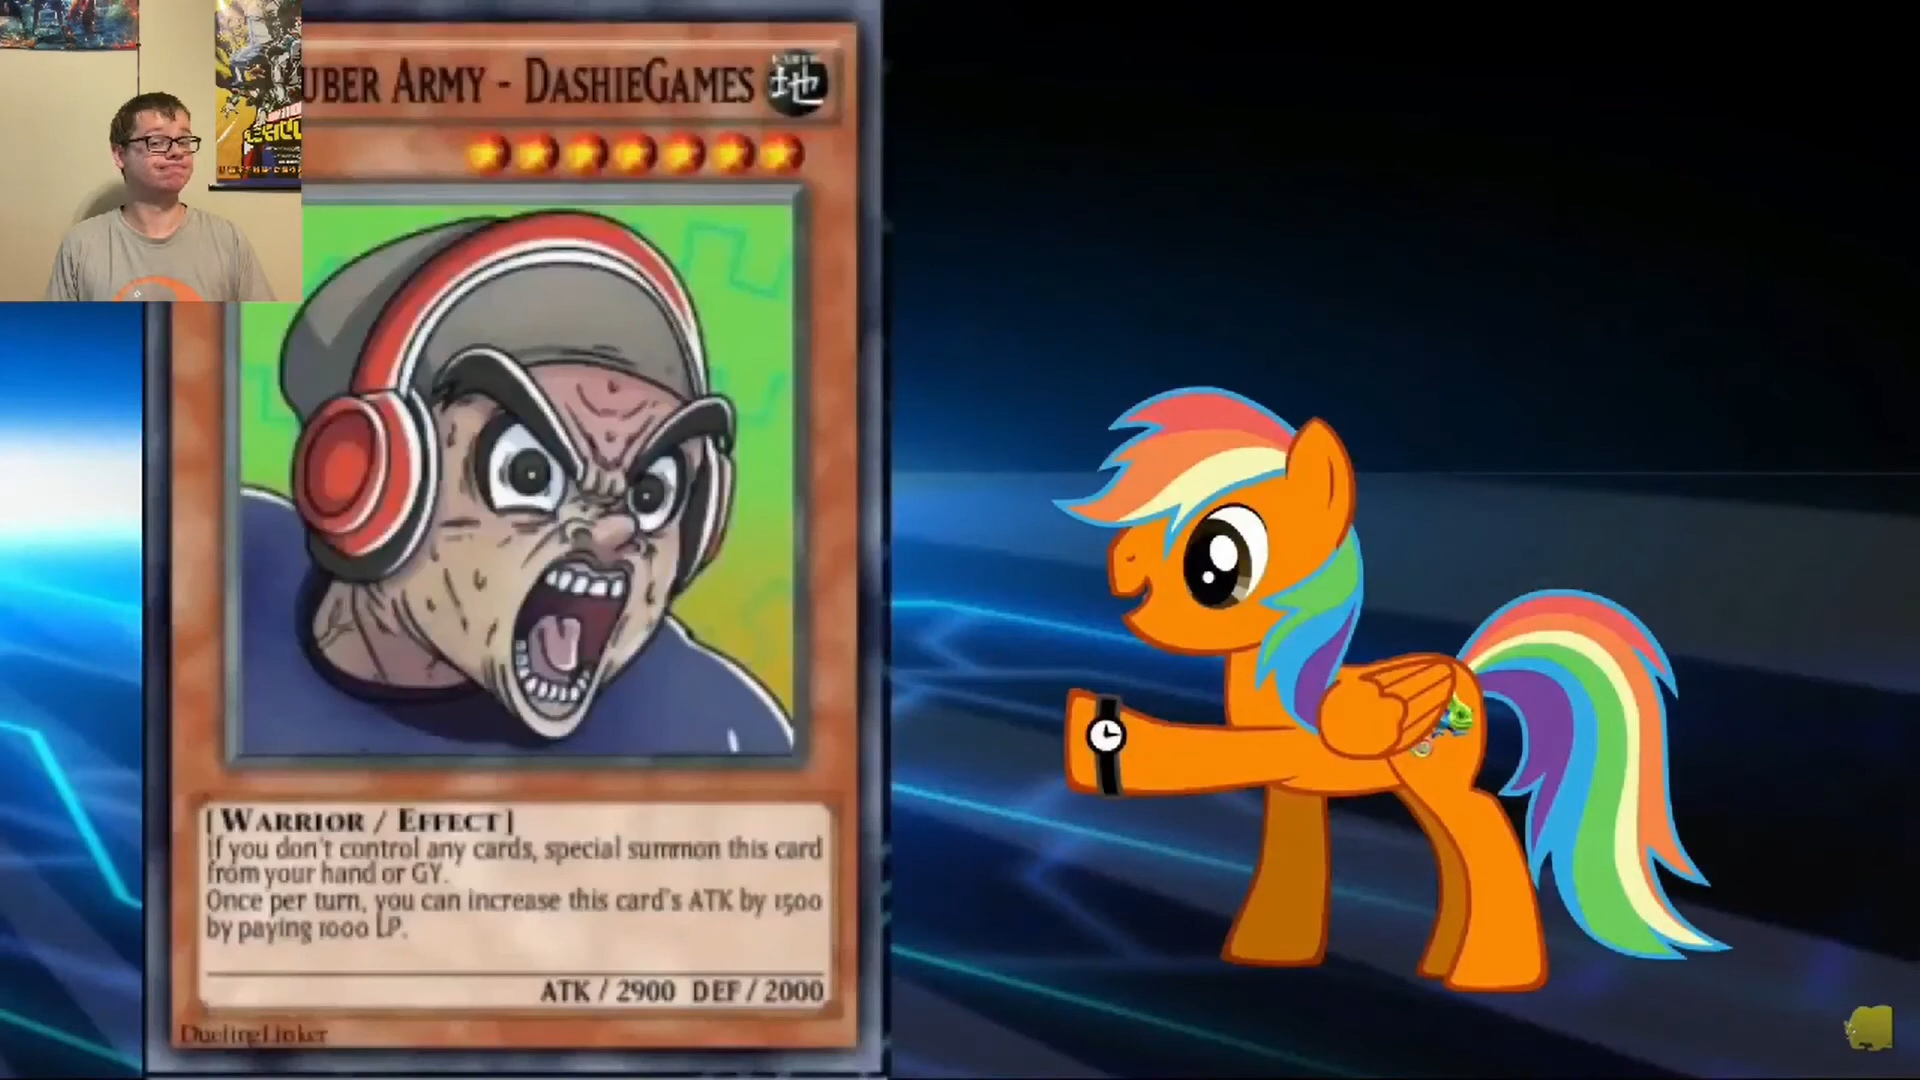 UBER ARMY - DASHIEGAMES
地
[WARRIOR / EFFECT]
If you don't control any cards, special summon this card
from your hand or GY.
Once per turn, you can increase this card's ATK by 1500
by paying 1000 LP.
ATK / 2900 DEF / 2000